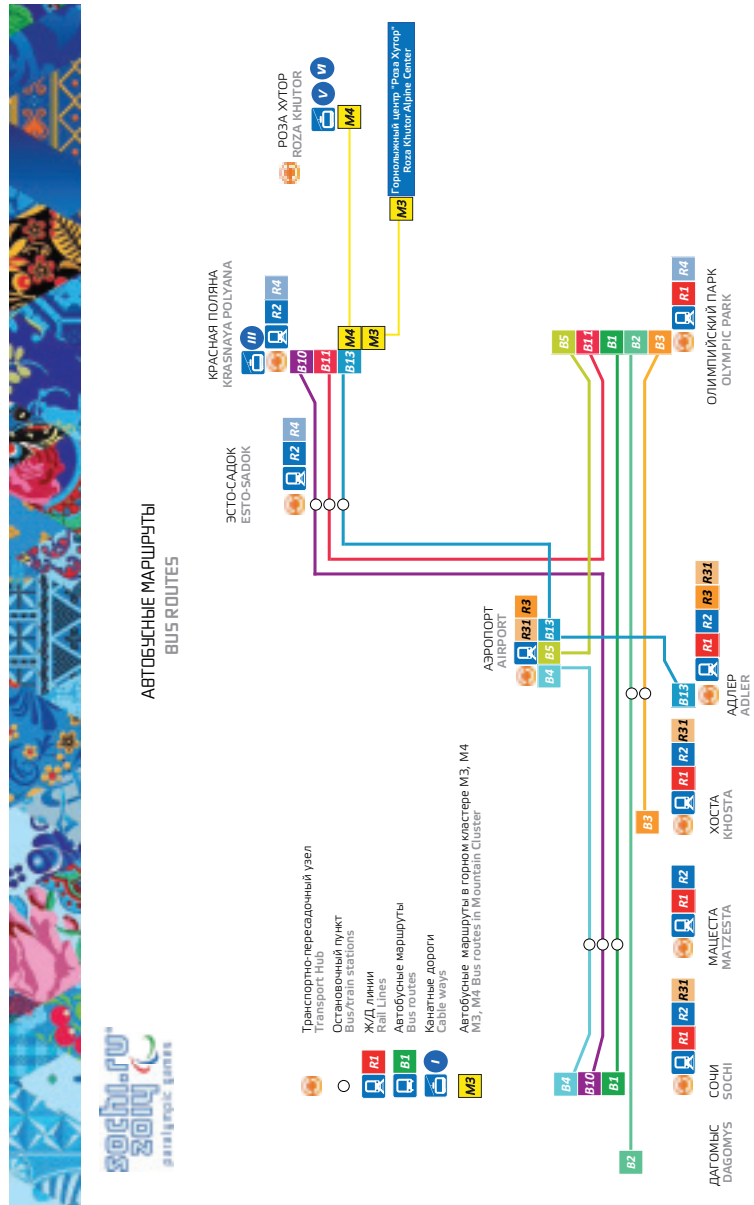 sochi.ru
2014
paralympic games
АВТОБУСНЫЕ МАРШРУТЫ
BUS ROUTES
Транспортно-пересадочный узел
Transport Hub
Остановочный пункт
Bus/train stations
R1
Ж/Д линии
Rail Lines
B1
Автобусные маршруты
Bus routes
I
Канатные дороги
Cable ways
M3
Автобусные маршруты в горном кластере М3, М4
M3, M4 Bus routes in Mountain Cluster
РОЗА ХУТОР
ROZA KHUTOR
V VI
M4
Горнолыжный центр "Роза Хутор"
Roza Khutor Alpine Center
M3
КРАСНАЯ ПОЛЯНА
KRASNAYA POLYANA
III
R2 R4
B10
B11
B13
M4
M3
ЭСТО-САДОК
ESTO-SADOK
R2 R4
АЭРОПОРТ
AIRPORT
R31 R3
B4 B5 B13
B5
B11
B1
B2
B3
R1 R4
ОЛИМПИЙСКИЙ ПАРК
OLYMPIC PARK
B13
R1 R2 R3 R31
АДЛЕР
ADLER
B3
R1 R2 R31
ХОСТА
KHOSTA
R1 R2
МАЦЕСТА
MATZESTA
B4
B10
B1
R1 R2 R31
СОЧИ
SOCHI
B2
ДАГОМЫС
DAGOMYS